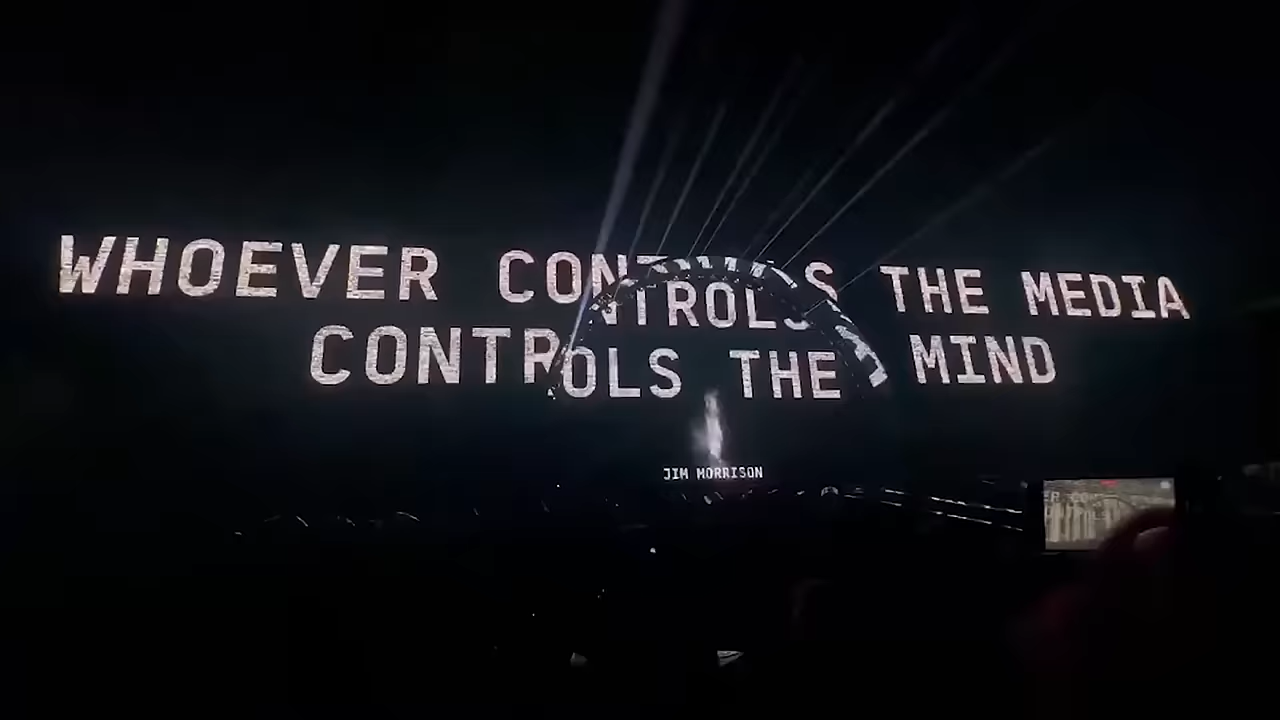 WHOEVER CONTROLS THE MEDIA
CONTROLS THE MIND
JIM MORRISON